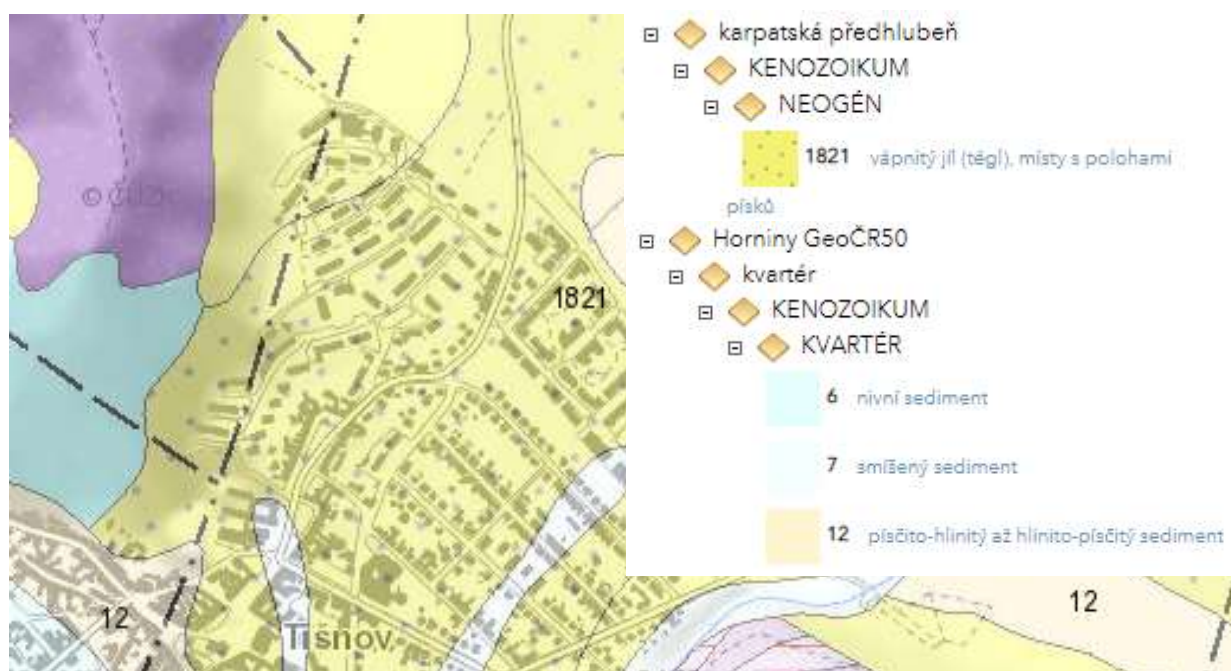 karpatská předhlubeň
KENOZOIKUM
NEOGÉN
1821 vápnitý jíl (tégl), místy s polohami
písků
Horniny GeoČR50
kvartér
KENOZOIKUM
KVARTÉR
6 nivní sediment
7 smíšený sediment
12 písčito-hlinitý až hlinito-písčitý sediment
© ČÚZK
1821
12
12
Tišnov